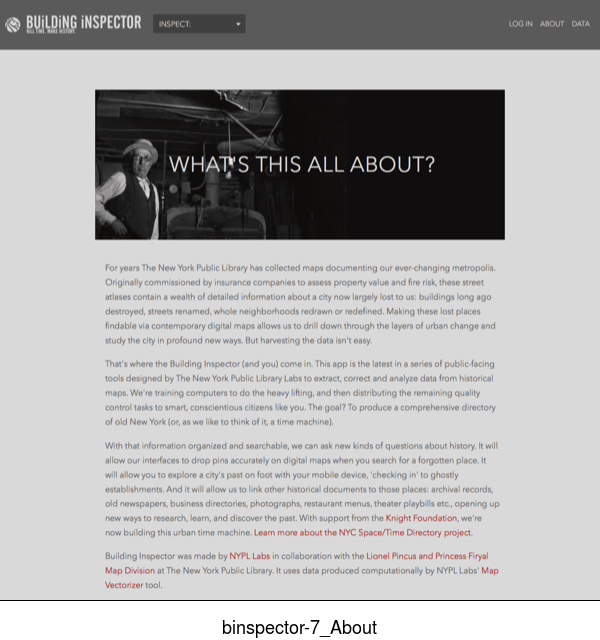 BUiLDiNG iNSPECTOR
KILL TIME. MAKE HISTORY.
INSPECT:
LOG IN ABOUT DATA
WHAT'S THIS ALL ABOUT?
For years The New York Public Library has collected maps documenting our ever-changing metropolis.
Originally commissioned by insurance companies to assess property value and fire risk, these street
atlases contain a wealth of detailed information about a city now largely lost to us: buildings long ago
destroyed, streets renamed, whole neighborhoods redrawn or redefined. Making these lost places
findable via contemporary digital maps allows us to drill down through the layers of urban change and
study the city in profound new ways. But harvesting the data isn't easy.
That's where the Building Inspector (and you) come in. This app is the latest in a series of public-facing
tools designed by The New York Public Library Labs to extract, correct and analyze data from historical
maps. We're training computers to do the heavy lifting, and then distributing the remaining quality
control tasks to smart, conscientious citizens like you. The goal? To produce a comprehensive directory
of old New York (or, as we like to think of it, a time machine).
With that information organized and searchable, we can ask new kinds of questions about history. It will
allow our interfaces to drop pins accurately on digital maps when you search for a forgotten place. It
will allow you to explore a city's past on foot with your mobile device, 'checking in' to ghostly
establishments. And it will allow us to link other historical documents to those places: archival records,
old newspapers, business directories, photographs, restaurant menus, theater playbills etc., opening up
new ways to research, learn, and discover the past. With support from the Knight Foundation, we're
now building this urban time machine. Learn more about the NYC Space/Time Directory project.
Building Inspector was made by NYPL Labs in collaboration with the Lionel Pincus and Princess Firyal
Map Division at The New York Public Library. It uses data produced computationally by NYPL Labs' Map
Vectorizer tool.
binspector-7_About